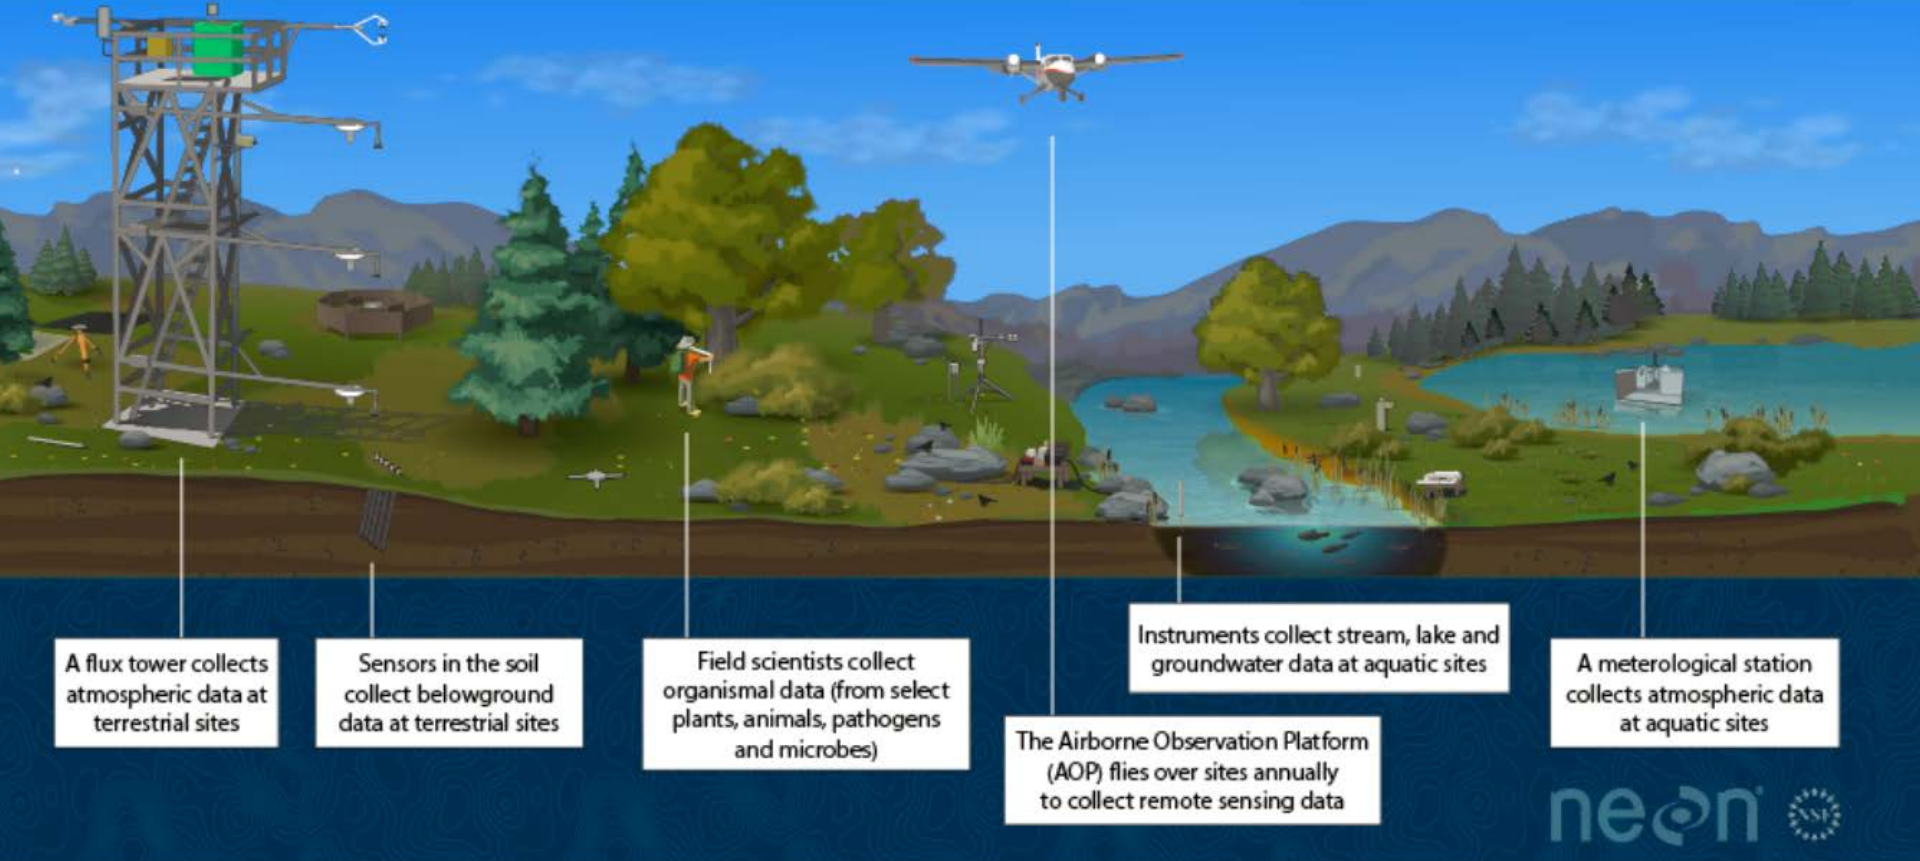 A flux tower collects
atmospheric data at
terrestrial sites
Sensors in the soil
collect belowground
data at terrestrial sites
Field scientists collect
organismal data (from select
plants, animals, pathogens
and microbes)
The Airborne Observation Platform
(AOP) flies over sites annually
to collect remote sensing data
Instruments collect stream, lake and
groundwater data at aquatic sites
A meterological station
collects atmospheric data
at aquatic sites
neon
NSF